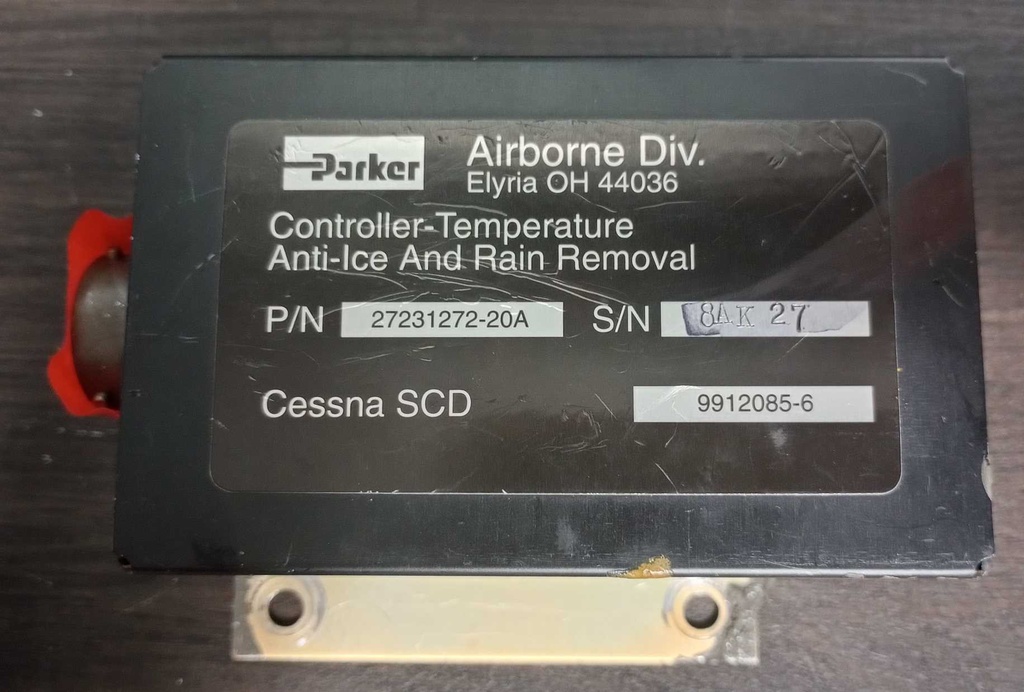 Parker Airborne Div.
Elyria OH 44036
Controller-Temperature
Anti-Ice And Rain Removal
P/N 27231272-20A S/N 8AK 27
Cessna SCD 9912085-6